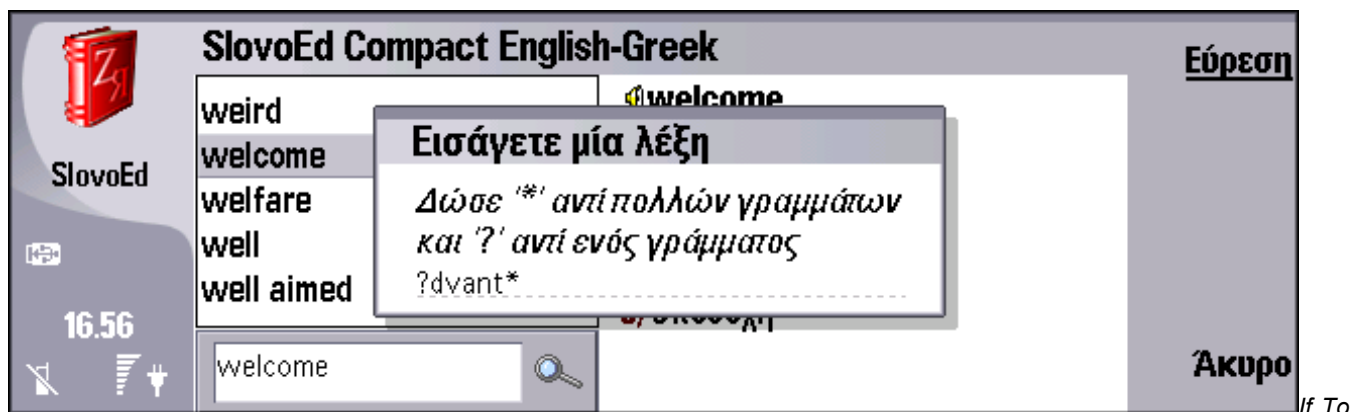 SlovoEd Compact English-Greek
Εύρεση
weird
welcome
welfare
well
well aimed
welcome
Εισάγετε μία λέξη
Δώσε '*' αντί πολλών γραμμάτων
και '?' αντί ενός γράμματος
?dvant*
SlovoEd
16.56
welcome
Άκυρο
If To